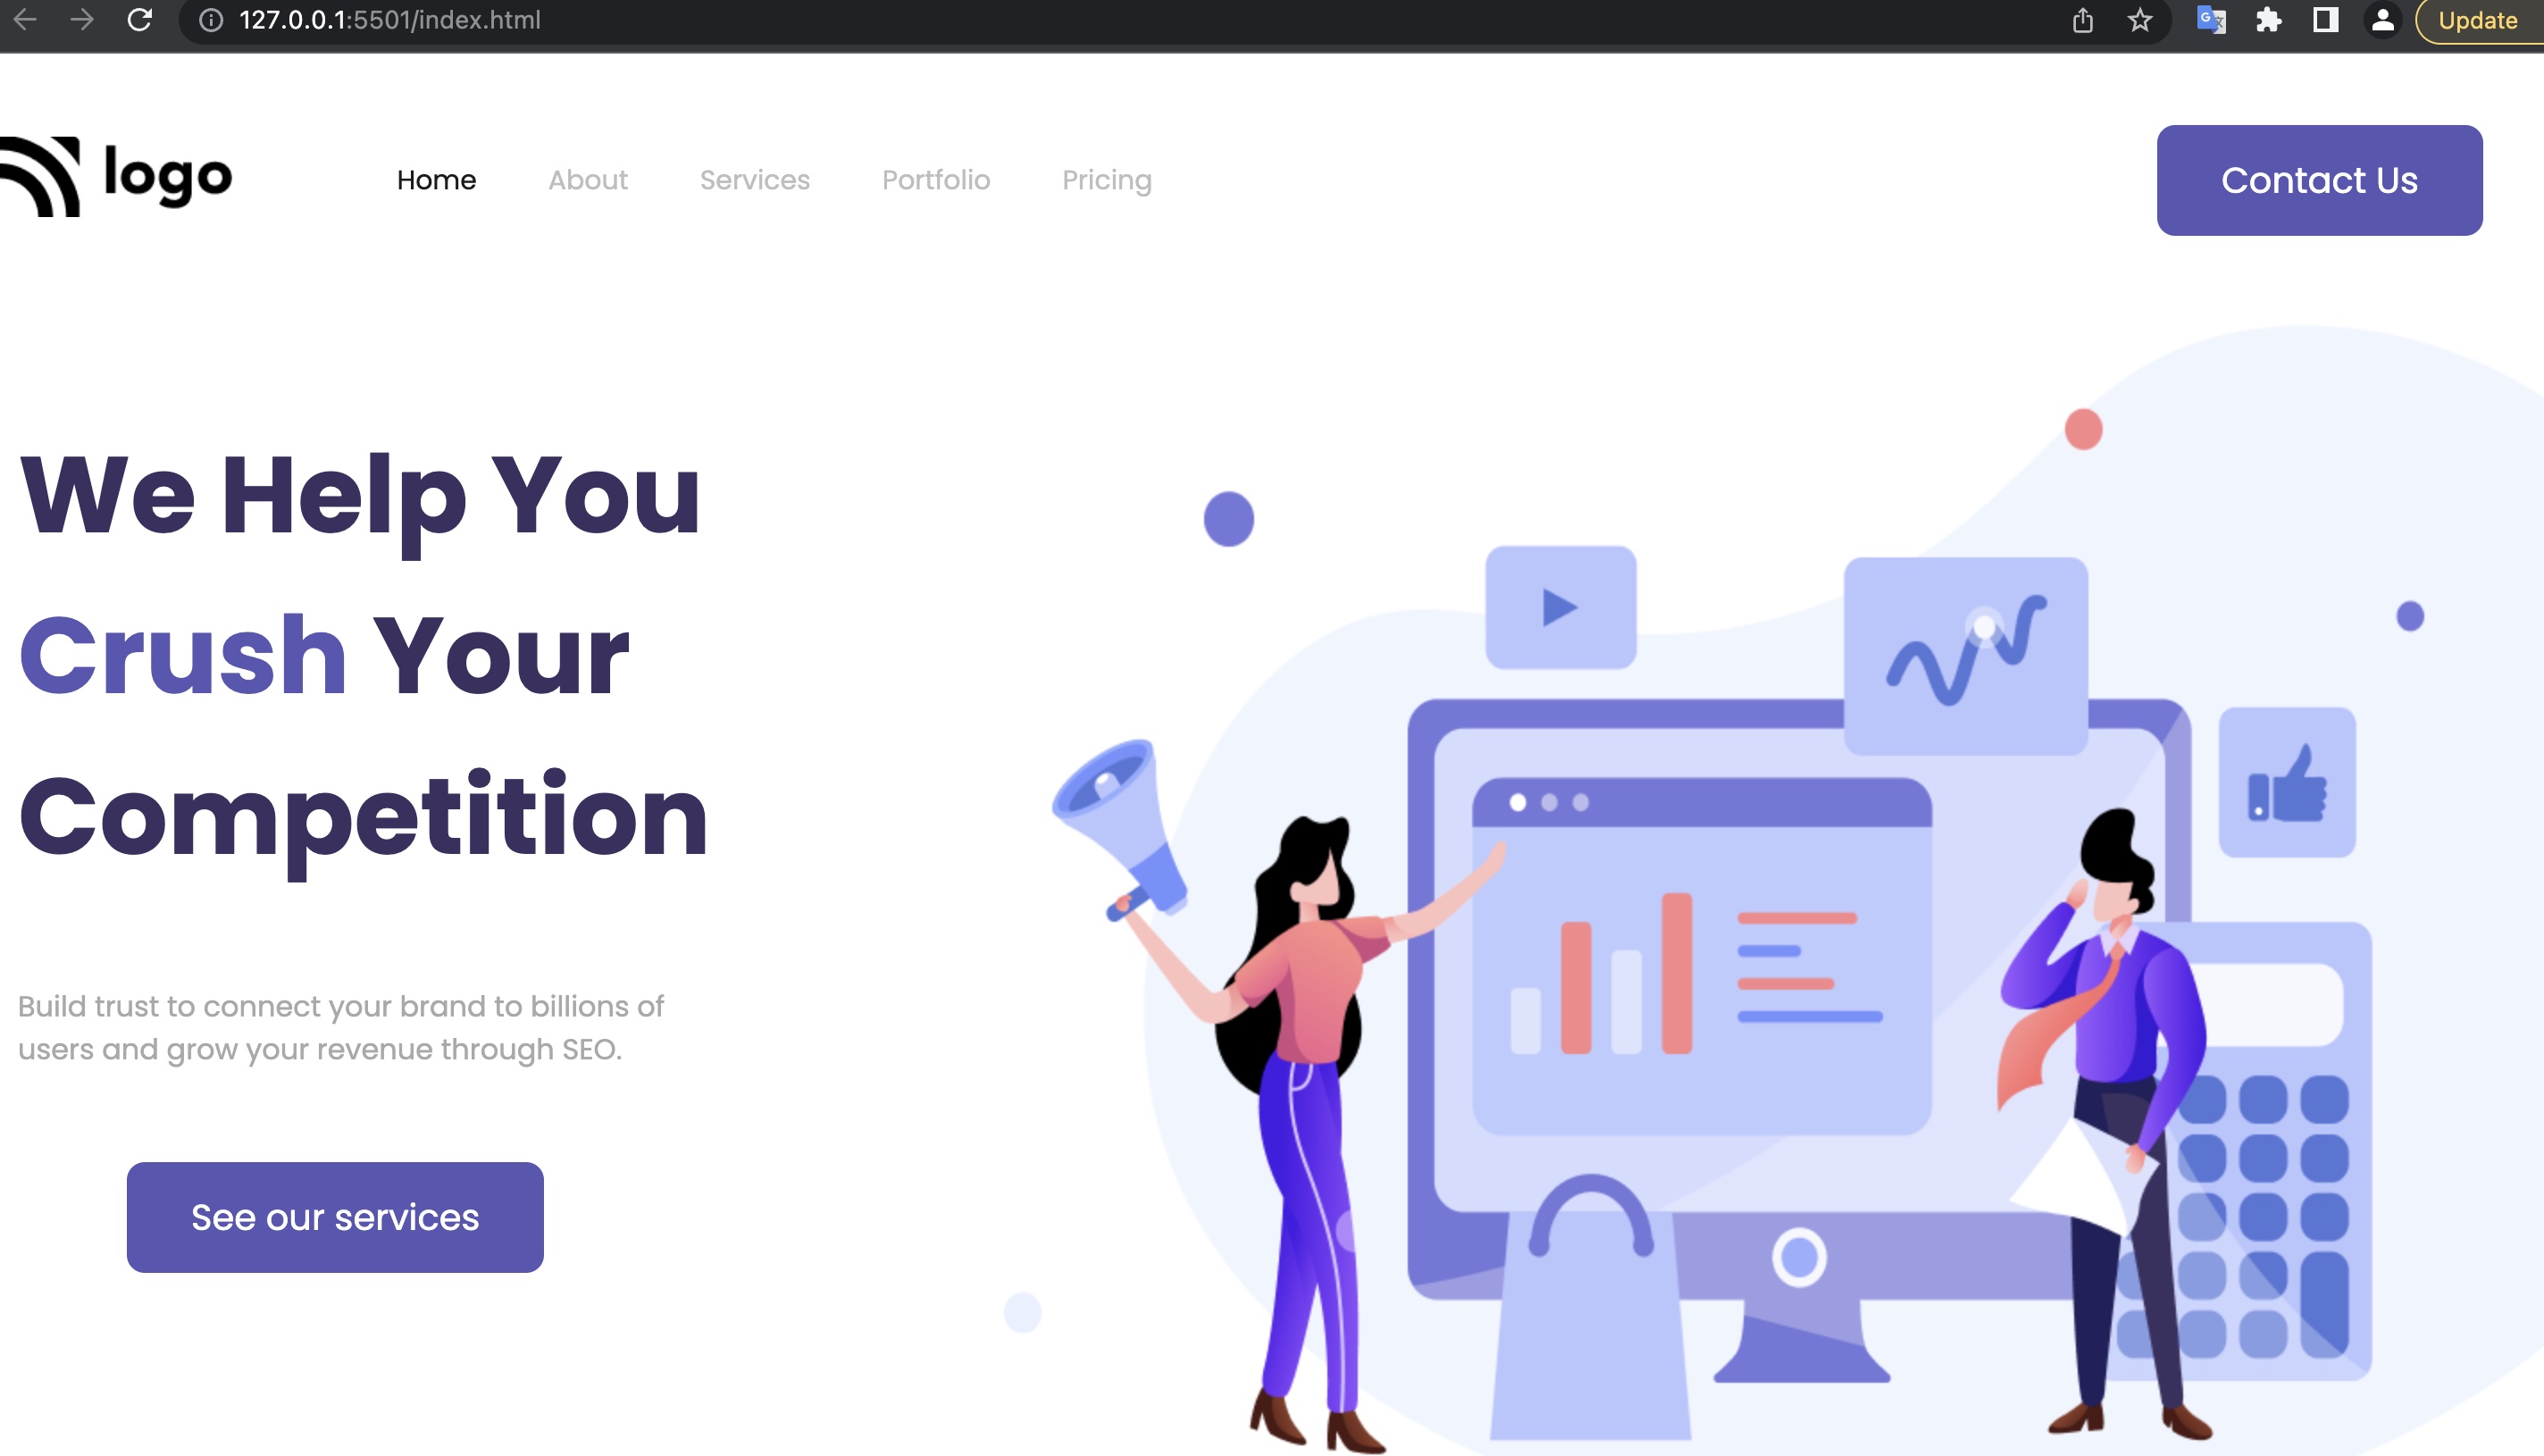 127.0.0.1:5501/index.html
Update
logo
Home About Services Portfolio Pricing
Contact Us
We Help You
Crush Your
Competition
Build trust to connect your brand to billions of
users and grow your revenue through SEO.
See our services